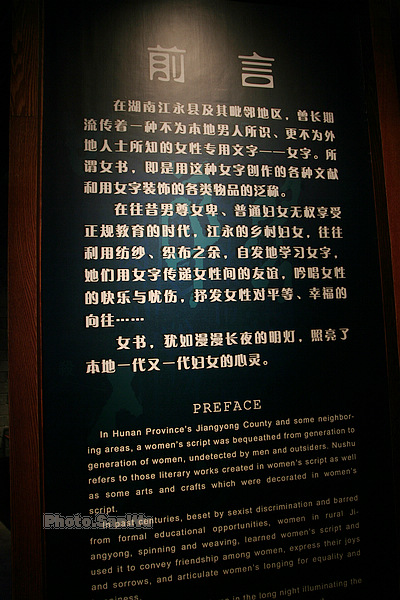 前 言
在湖南江永县及其毗邻地区，曾长期
流传着一种不为本地男人所识、更不为外
地人士所知的女性专用文字——女字。所
谓女书，即是用这种女字创作的各种文献
和用女字装饰的各类物品的泛称。
在往昔男尊女卑、普通妇女无权享受
正规教育的时代，江永的乡村妇女，往往
利用纺纱、织布之余，自发地学习女字，
她们用女字传递女性间的友谊，吟唱女性
的快乐与忧伤，抒发女性对平等、幸福的
向往……
女书，犹如漫漫长夜的明灯，照亮了
本地一代又一代妇女的心灵。
PREFACE
In Hunan Province's Jiangyong County and some neighbor-
ing areas, a women's script was bequeathed from generation to
generation of women, undetected by men and outsiders. Nushu
refers to those literary works created in women's script as well
as some arts and crafts which were decorated in women's
script.
In past centuries, beset by sexist discrimination and barred
from formal educational opportunities, women in rural Ji-
angyong, spinning and weaving, learned women's script and
used it to convey friendship among women, express their joys
and sorrows, and articulate women's longing for equality and
in the long night illuminating the